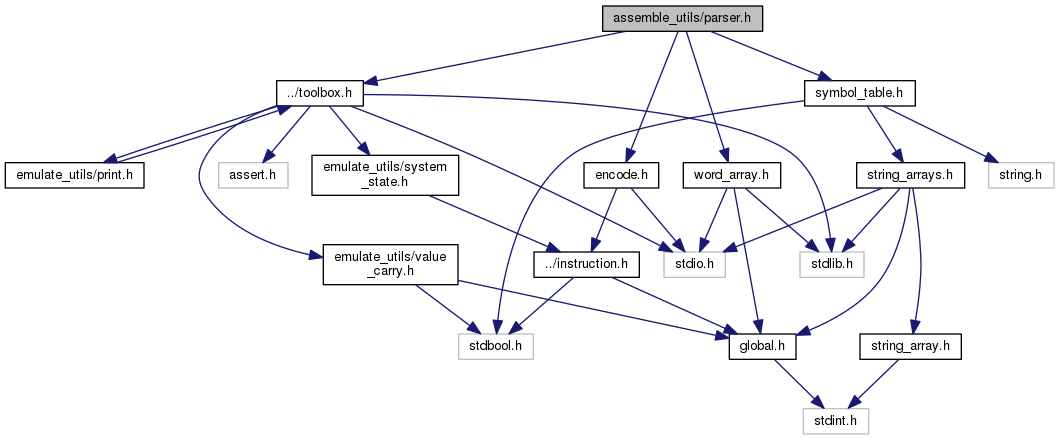 assemble_utils/parser.h
../toolbox.h
symbol_table.h
emulate_utils/print.h
assert.h
emulate_utils/system
_state.h
encode.h
word_array.h
string_arrays.h
string.h
emulate_utils/value
_carry.h
../instruction.h
stdio.h
stdlib.h
stdbool.h
global.h
string_array.h
stdint.h